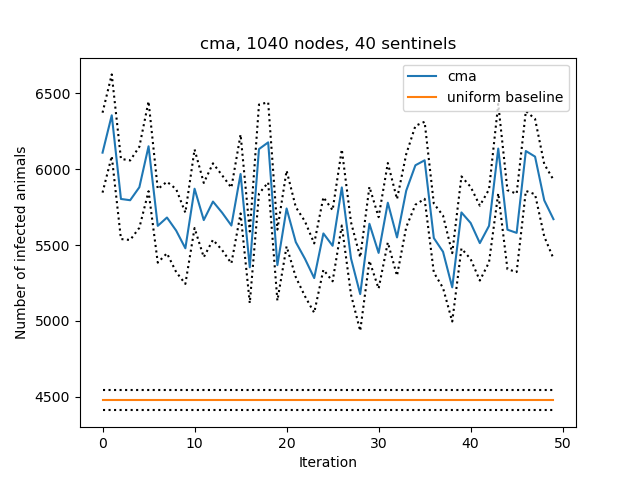 cma, 1040 nodes, 40 sentinels
cma
uniform baseline
Number of infected animals
6500
6000
5500
5000
4500
0 10 20 30 40 50
Iteration